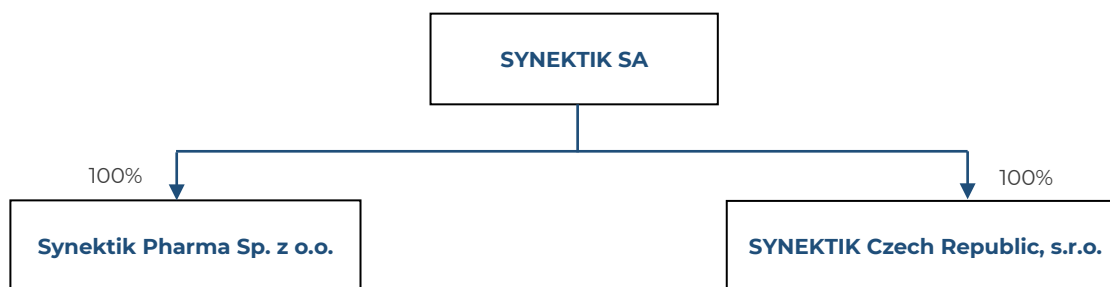 SYNEKTIK SA
100%
100%
Synektik Pharma Sp. z o.o.
SYNEKTIK Czech Republic, s.r.o.